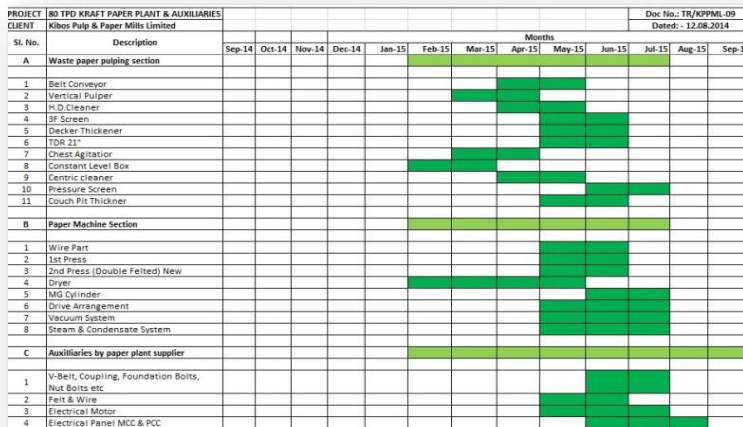 PROJECT 80 TPD KRAFT PAPER PLANT & AUXILIARIES Doc No.: TR/KPPML-09
CLIENT Kibos Pulp & Paper Mills Limited Dated: - 12.08.2014
Sl. No. Description Months
Sep-14 Oct-14 Nov-14 Dec-14 Jan-15 Feb-15 Mar-15 Apr-15 May-15 Jun-15 Jul-15 Aug-15
A Waste paper pulping section
1 Belt Conveyor
2 Vertical Pulper
3 H.D.Cleaner
4 3F Screen
5 Decker Thickener
6 TDR 21"
7 Chest Agitatior
8 Constant Level Box
9 Centric cleaner
10 Pressure Screen
11 Couch Pit Thickner
B Paper Machine Section
1 Wire Part
2 1st Press
3 2nd Press (Double Felted) New
4 Dryer
5 MG Cylinder
6 Drive Arrangement
7 Vacuum System
8 Steam & Condensate System
C Auxilliaries by paper plant supplier
1 V-Belt, Coupling, Foundation Bolts,
Nut Bolts etc
2 Felt & Wire
3 Electrical Motor
4 Electrical Panel MCC & PCC